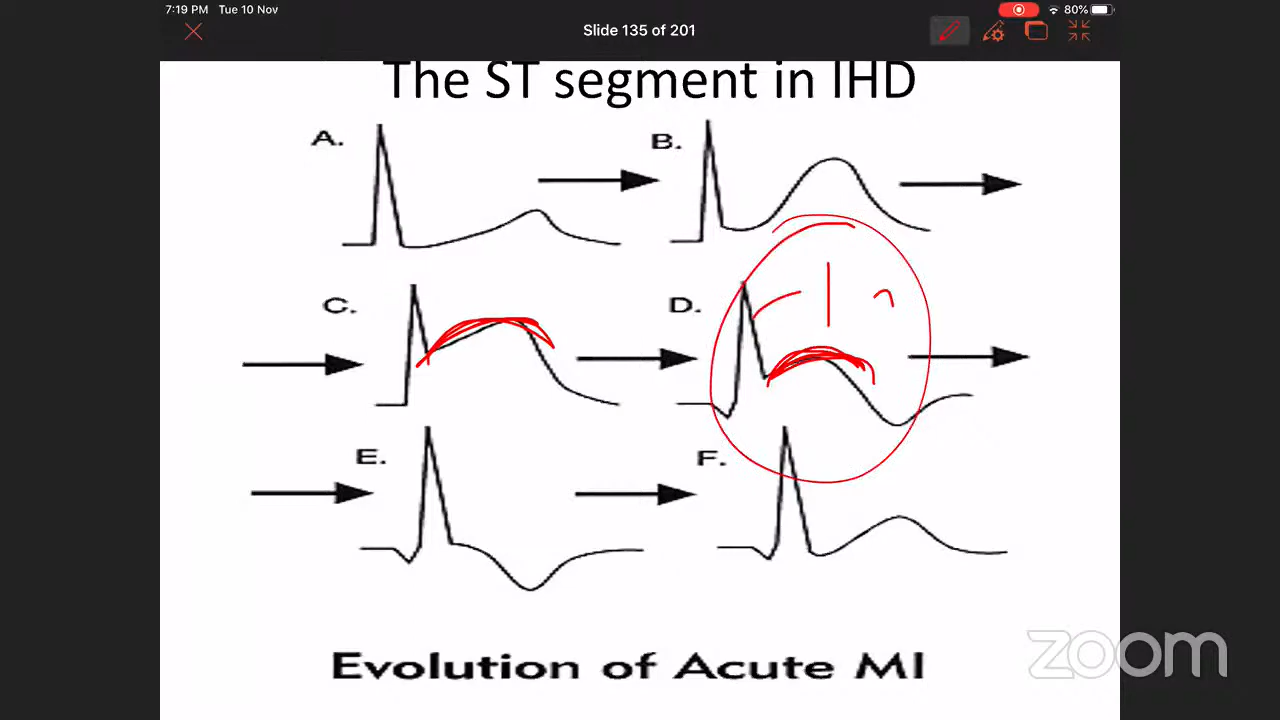 7:19 PM Tue 10 Nov
80%
Slide 135 of 201
The ST segment in IHD
A.
B.
C.
D.
E.
F.
Evolution of Acute MI
zoom